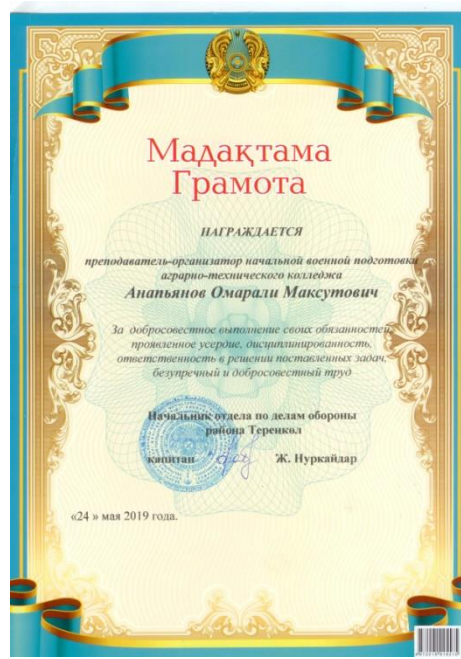 Мадақтама
Грамота
НАГРАЖДАЕТСЯ
преподаватель-организатор начальной военной подготовки
аграрно-технического колледжа
Анапьянов Омарали Максутович
За добросовестное выполнение своих обязанностей,
проявленное усердие, дисциплинированность,
ответственность в решении поставленных задач,
безупречный и добросовестный труд
Начальник отдела по делам обороны
района Тереңкөл
капитан Ж. Нуркайдар
«24 » мая 2019 года.